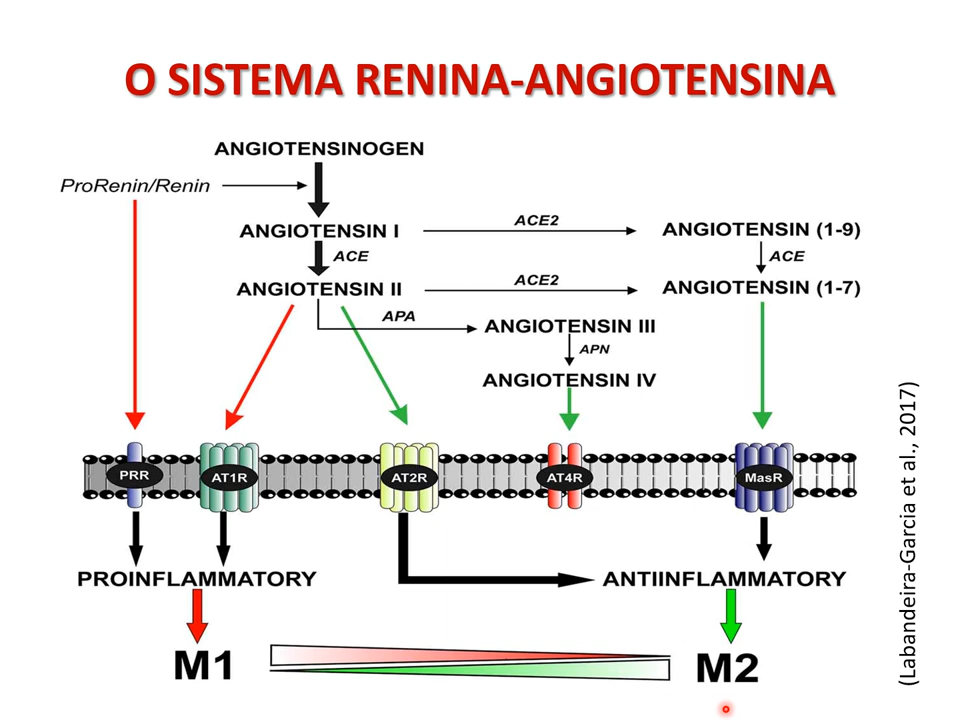 O SISTEMA RENINA-ANGIOTENSINA
ANGIOTENSINOGEN
ProRenin/Renin
ANGIOTENSIN I
ACE2
ANGIOTENSIN (1-9)
ACE
ACE
ANGIOTENSIN II
ACE2
ANGIOTENSIN (1-7)
APA
ANGIOTENSIN III
APN
ANGIOTENSIN IV
PRR
AT1R
AT2R
AT4R
MasR
PROINFLAMMATORY
ANTIINFLAMMATORY
M1
M2
(Labandeira-Garcia et al., 2017)